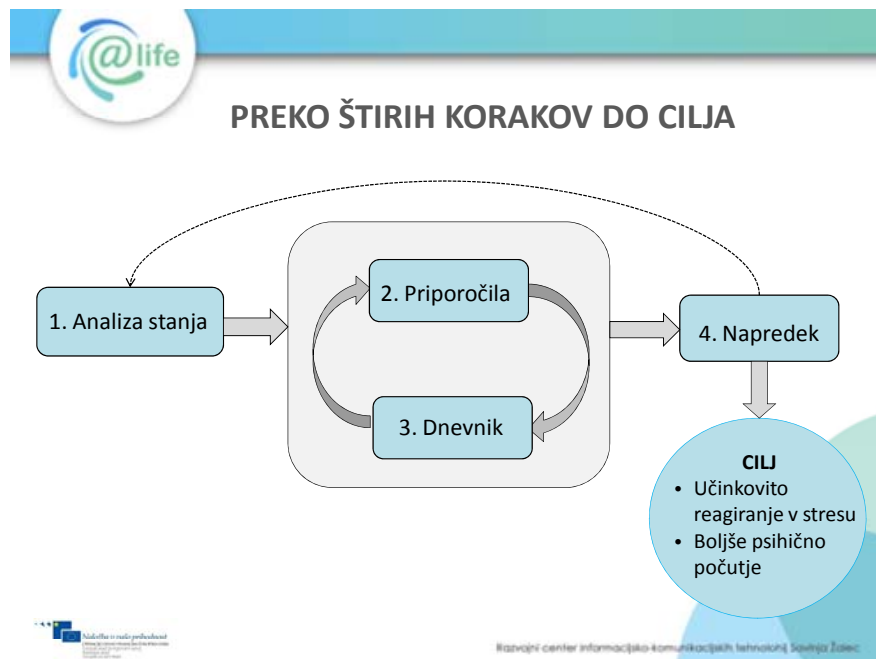 @life
PREKO ŠTIRIH KORAKOV DO CILJA
1. Analiza stanja
2. Priporočila
3. Dnevnik
4. Napredek
CILJ
• Učinkovito
reagiranje v stresu
• Boljše psihično
počutje
Naložba v vašo prihodnost
Razvojni center informacijsko-komunikacijskih tehnologij Savinja Žalec